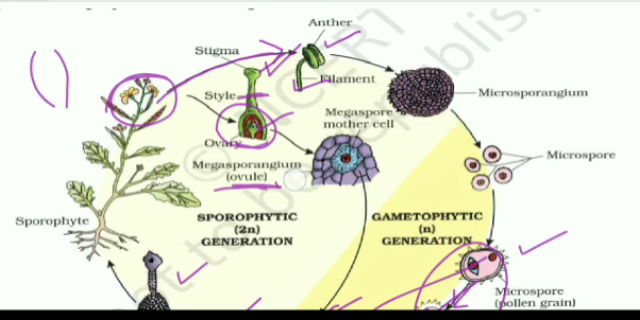 Anther
Stigma
Filament
Style
Microsporangium
Megaspore
mother cell
Ovary
Microspore
Megasporangium
(ovule)
Sporophyte
SPOROPHYTIC
(2n)
GENERATION
GAMETOPHYTIC
(n)
GENERATION
Microspore
(pollen grain)